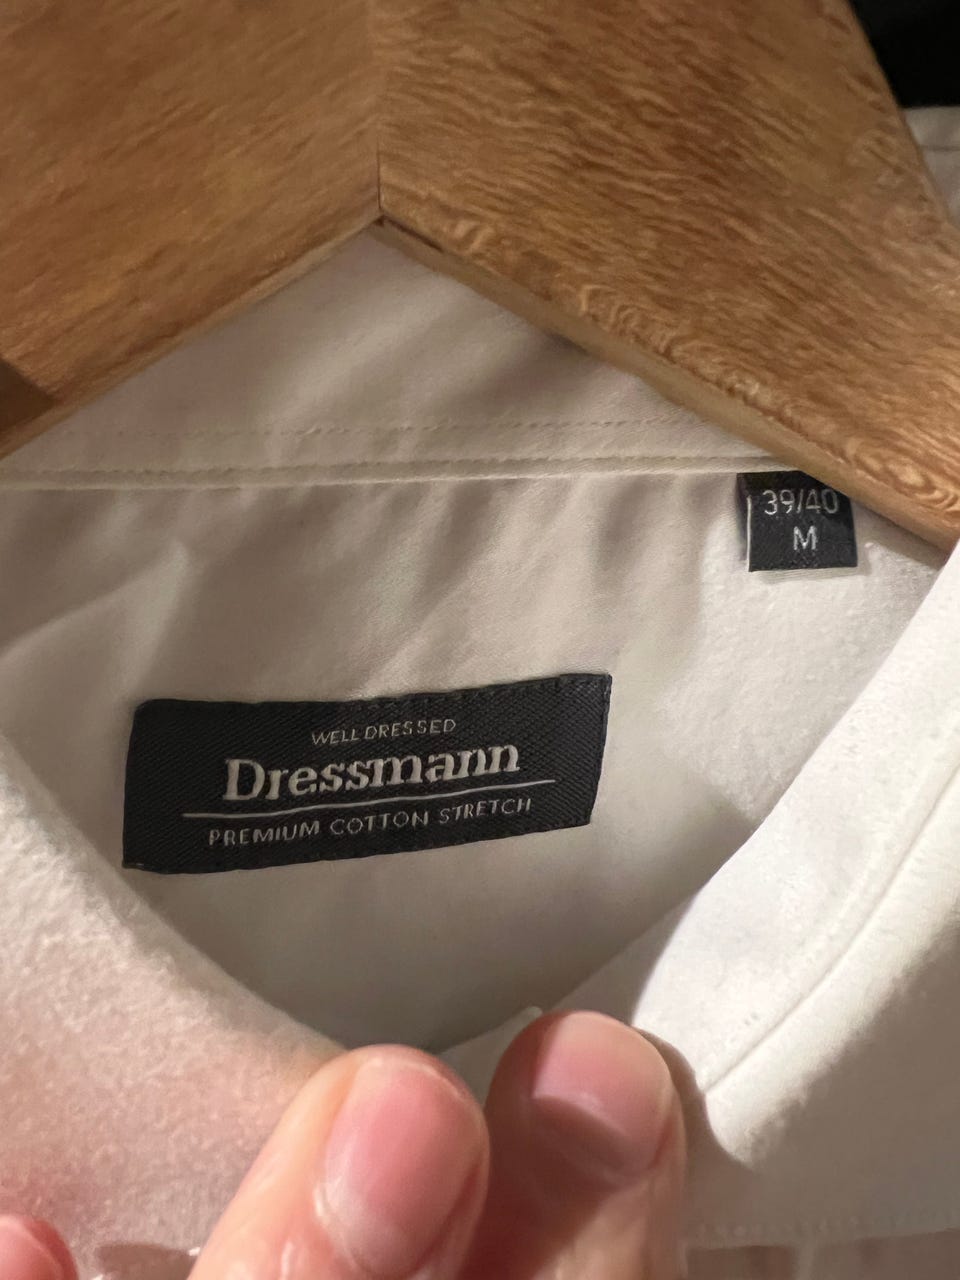 39/40
M
WELL DRESSED
Dressmann
PREMIUM COTTON STRETCH